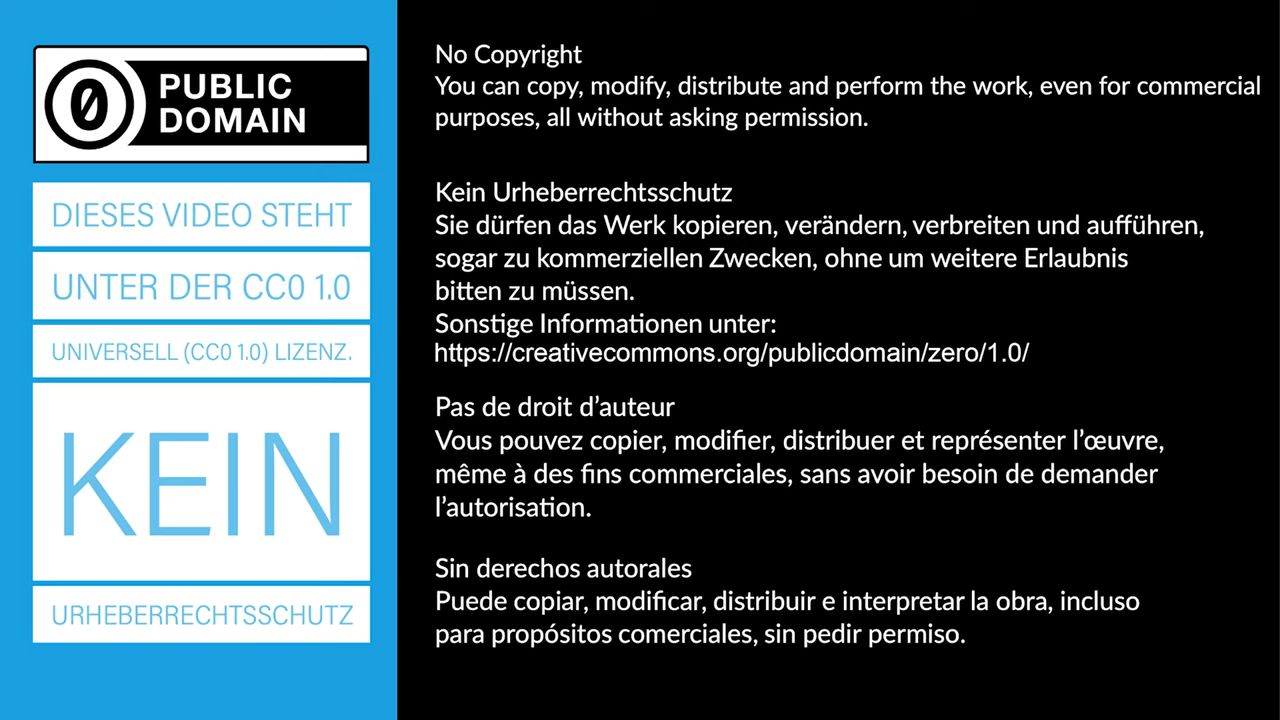 0 PUBLIC
DOMAIN
DIESES VIDEO STEHT
UNTER DER CC0 1.0
UNIVERSELL (CC0 1.0) LIZENZ.
KEIN
URHEBERRECHTSSCHUTZ
No Copyright
You can copy, modify, distribute and perform the work, even for commercial
purposes, all without asking permission.
Kein Urheberrechtsschutz
Sie dürfen das Werk kopieren, verändern, verbreiten und aufführen,
sogar zu kommerziellen Zwecken, ohne um weitere Erlaubnis
bitten zu müssen.
Sonstige Informationen unter:
https://creativecommons.org/publicdomain/zero/1.0/
Pas de droit d’auteur
Vous pouvez copier, modifier, distribuer et représenter l’œuvre,
même à des fins commerciales, sans avoir besoin de demander
l’autorisation.
Sin derechos autorales
Puede copiar, modificar, distribuir e interpretar la obra, incluso
para propósitos comerciales, sin pedir permiso.